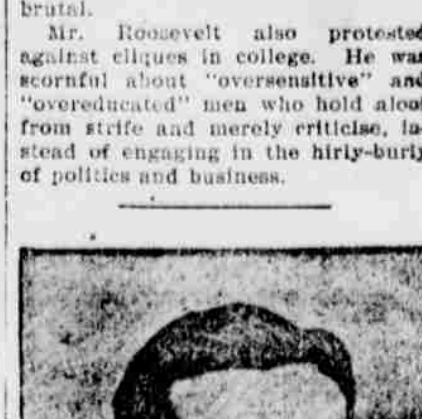 brutal.
Mr. Roosevelt also protested
against cliques in college. He was
scornful about "oversensitive" and
"overeducated" men who hold aloof
from strife and merely criticise, in-
stead of engaging in the hirly-burly
of politics and business.